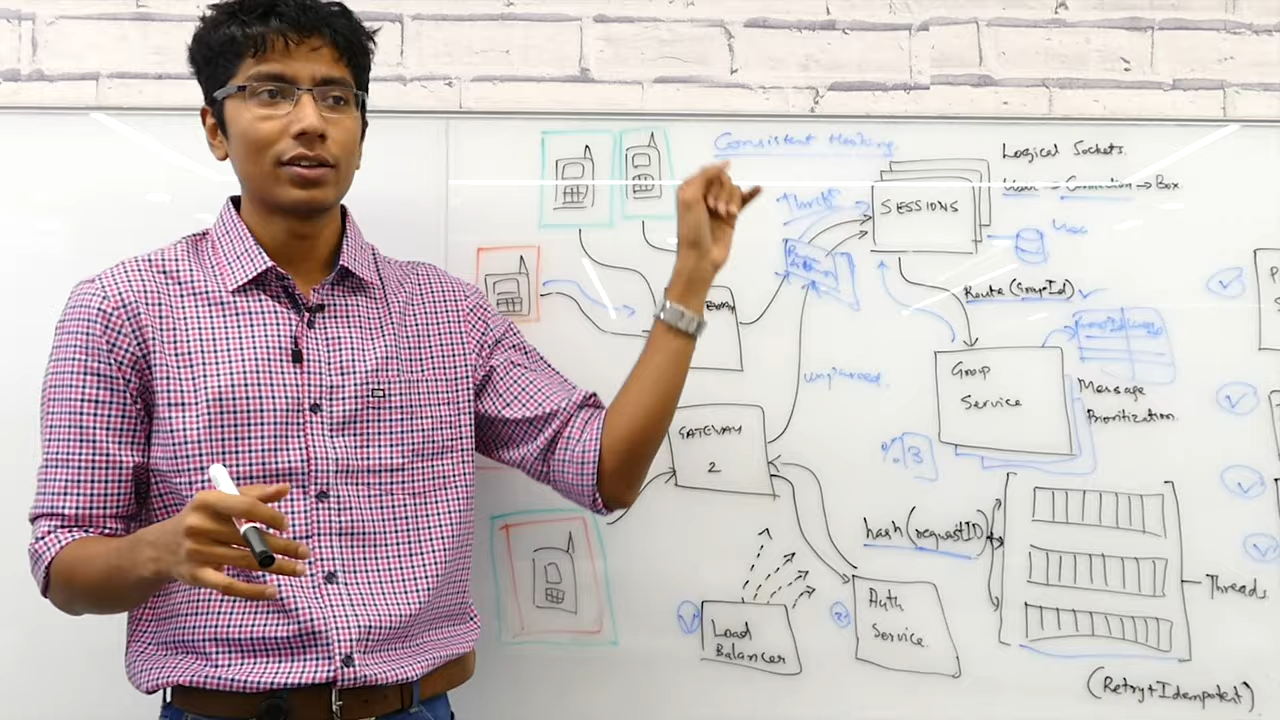 Consistent Hashing
Logical Sockets.
User → Connection → Box
Thrift
SESSIONS
Route (GroupId)
unparsed
Group
Service
Message
Prioritization.
GATEWAY
2
% 3
hash(requestID)
Threads
Load
Balancer
Auth
Service
(Retry+Idempotent)